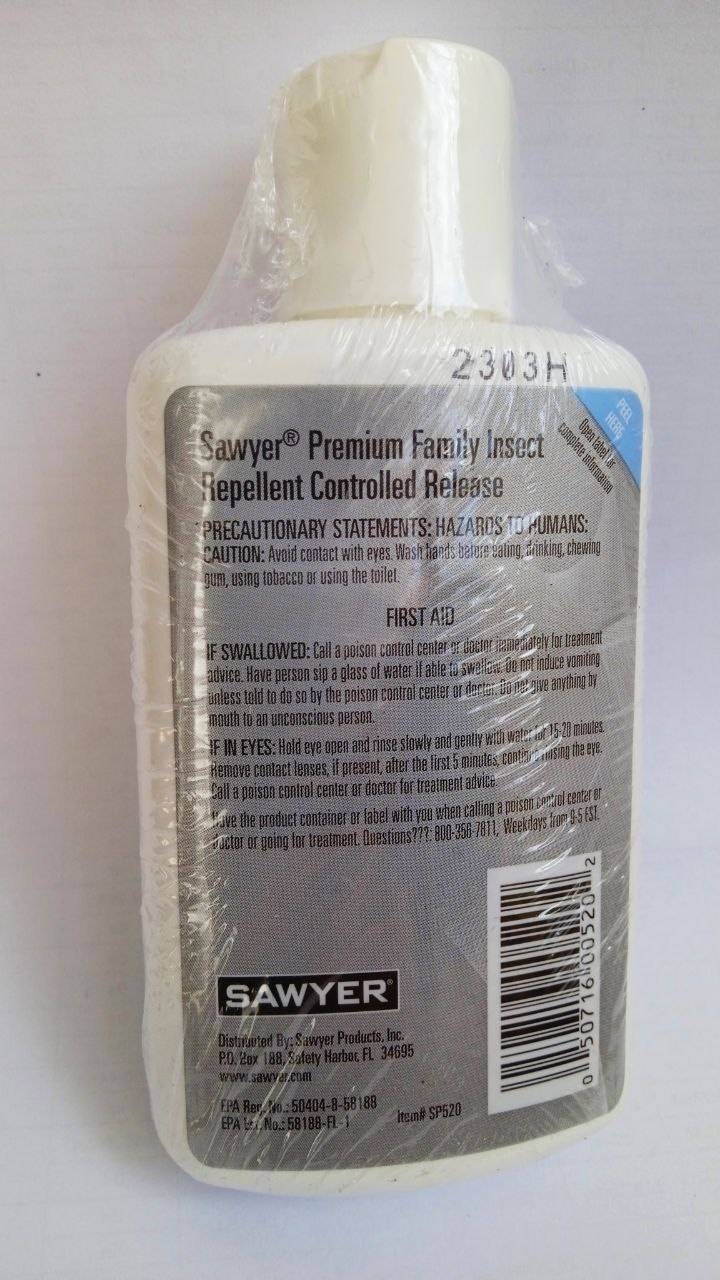 2303H
PEEL
HERE
Open label for
complete information
Sawyer® Premium Family Insect
Repellent Controlled Release
PRECAUTIONARY STATEMENTS: HAZARDS TO HUMANS:
CAUTION: Avoid contact with eyes. Wash hands before eating, drinking, chewing
gum, using tobacco or using the toilet.
FIRST AID
IF SWALLOWED: Call a poison control center or doctor immediately for treatment
advice. Have person sip a glass of water if able to swallow. Do not induce vomiting
unless told to do so by the poison control center or doctor. Do not give anything by
mouth to an unconscious person.
IF IN EYES: Hold eye open and rinse slowly and gently with water for 15-20 minutes.
Remove contact lenses, if present, after the first 5 minutes, continue rinsing the eye.
Call a poison control center or doctor for treatment advice.
Have the product container or label with you when calling a poison control center or
doctor or going for treatment. Questions???: 800-356-7811, Weekdays from 9-5 EST.
SAWYER®
Distributed By: Sawyer Products, Inc.
P.O. Box 188, Safety Harbor, FL 34695
www.sawyer.com
EPA Reg. No.: 50404-8-58188
EPA Est. No.: 58188-FL-1
Item# SP520
0 50716 00520 2